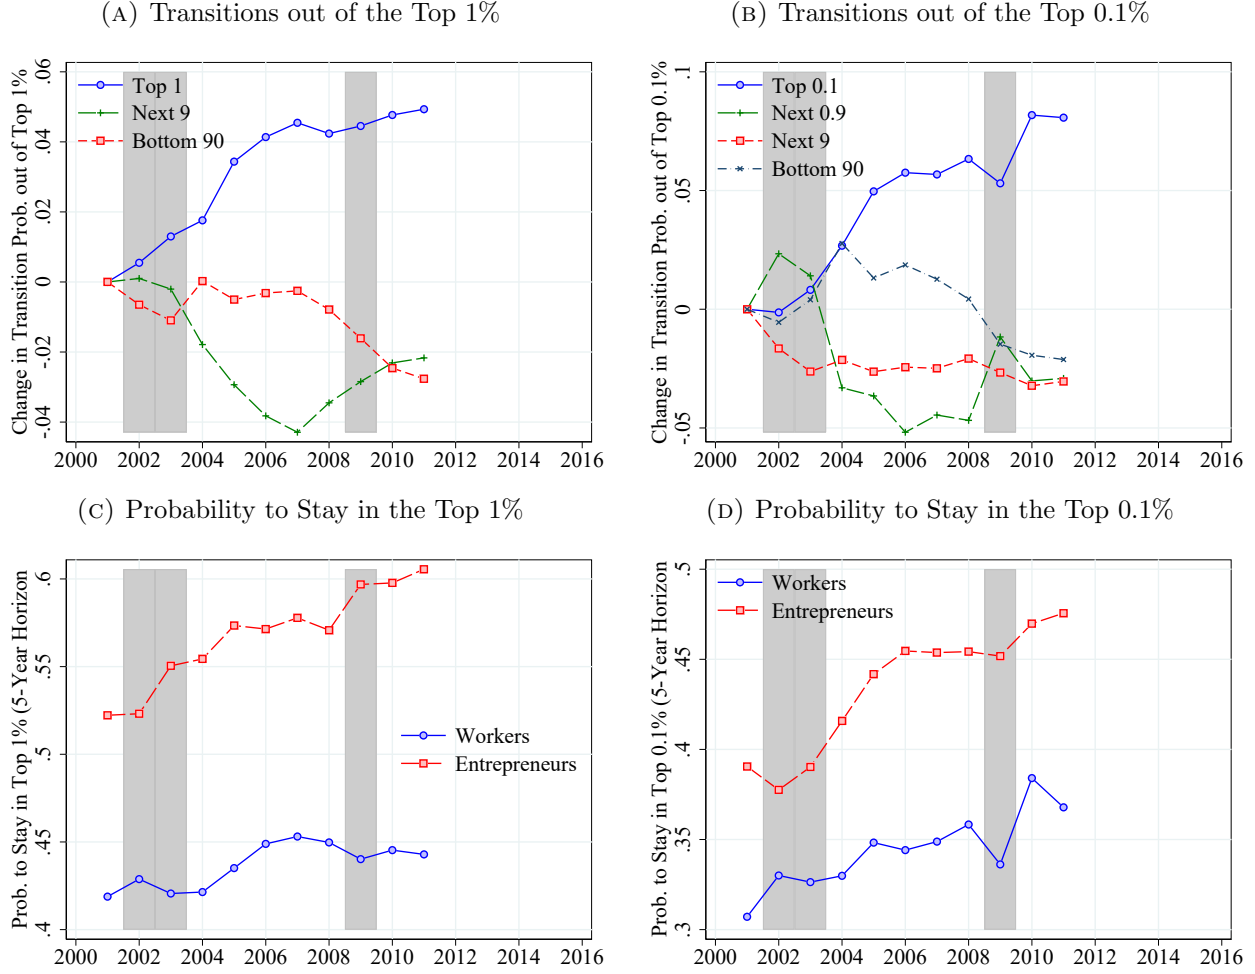 (A) Transitions out of the Top 1%
Change in Transition Prob. out of Top 1%
.06
.04
.02
0
-.02
-.04
Top 1
Next 9
Bottom 90
2000 2002 2004 2006 2008 2010 2012 2014 2016
(B) Transitions out of the Top 0.1%
Change in Transition Prob. out of Top 0.1%
.1
.05
0
-.05
Top 0.1
Next 0.9
Next 9
Bottom 90
2000 2002 2004 2006 2008 2010 2012 2014 2016
(C) Probability to Stay in the Top 1%
Prob. to Stay in Top 1% (5-Year Horizon
.6
.55
.5
.45
.4
Workers
Entrepreneurs
2000 2002 2004 2006 2008 2010 2012 2014 2016
(D) Probability to Stay in the Top 0.1%
Prob. to Stay in Top 0.1% (5-Year Horizon
.5
.45
.4
.35
.3
Workers
Entrepreneurs
2000 2002 2004 2006 2008 2010 2012 2014 2016